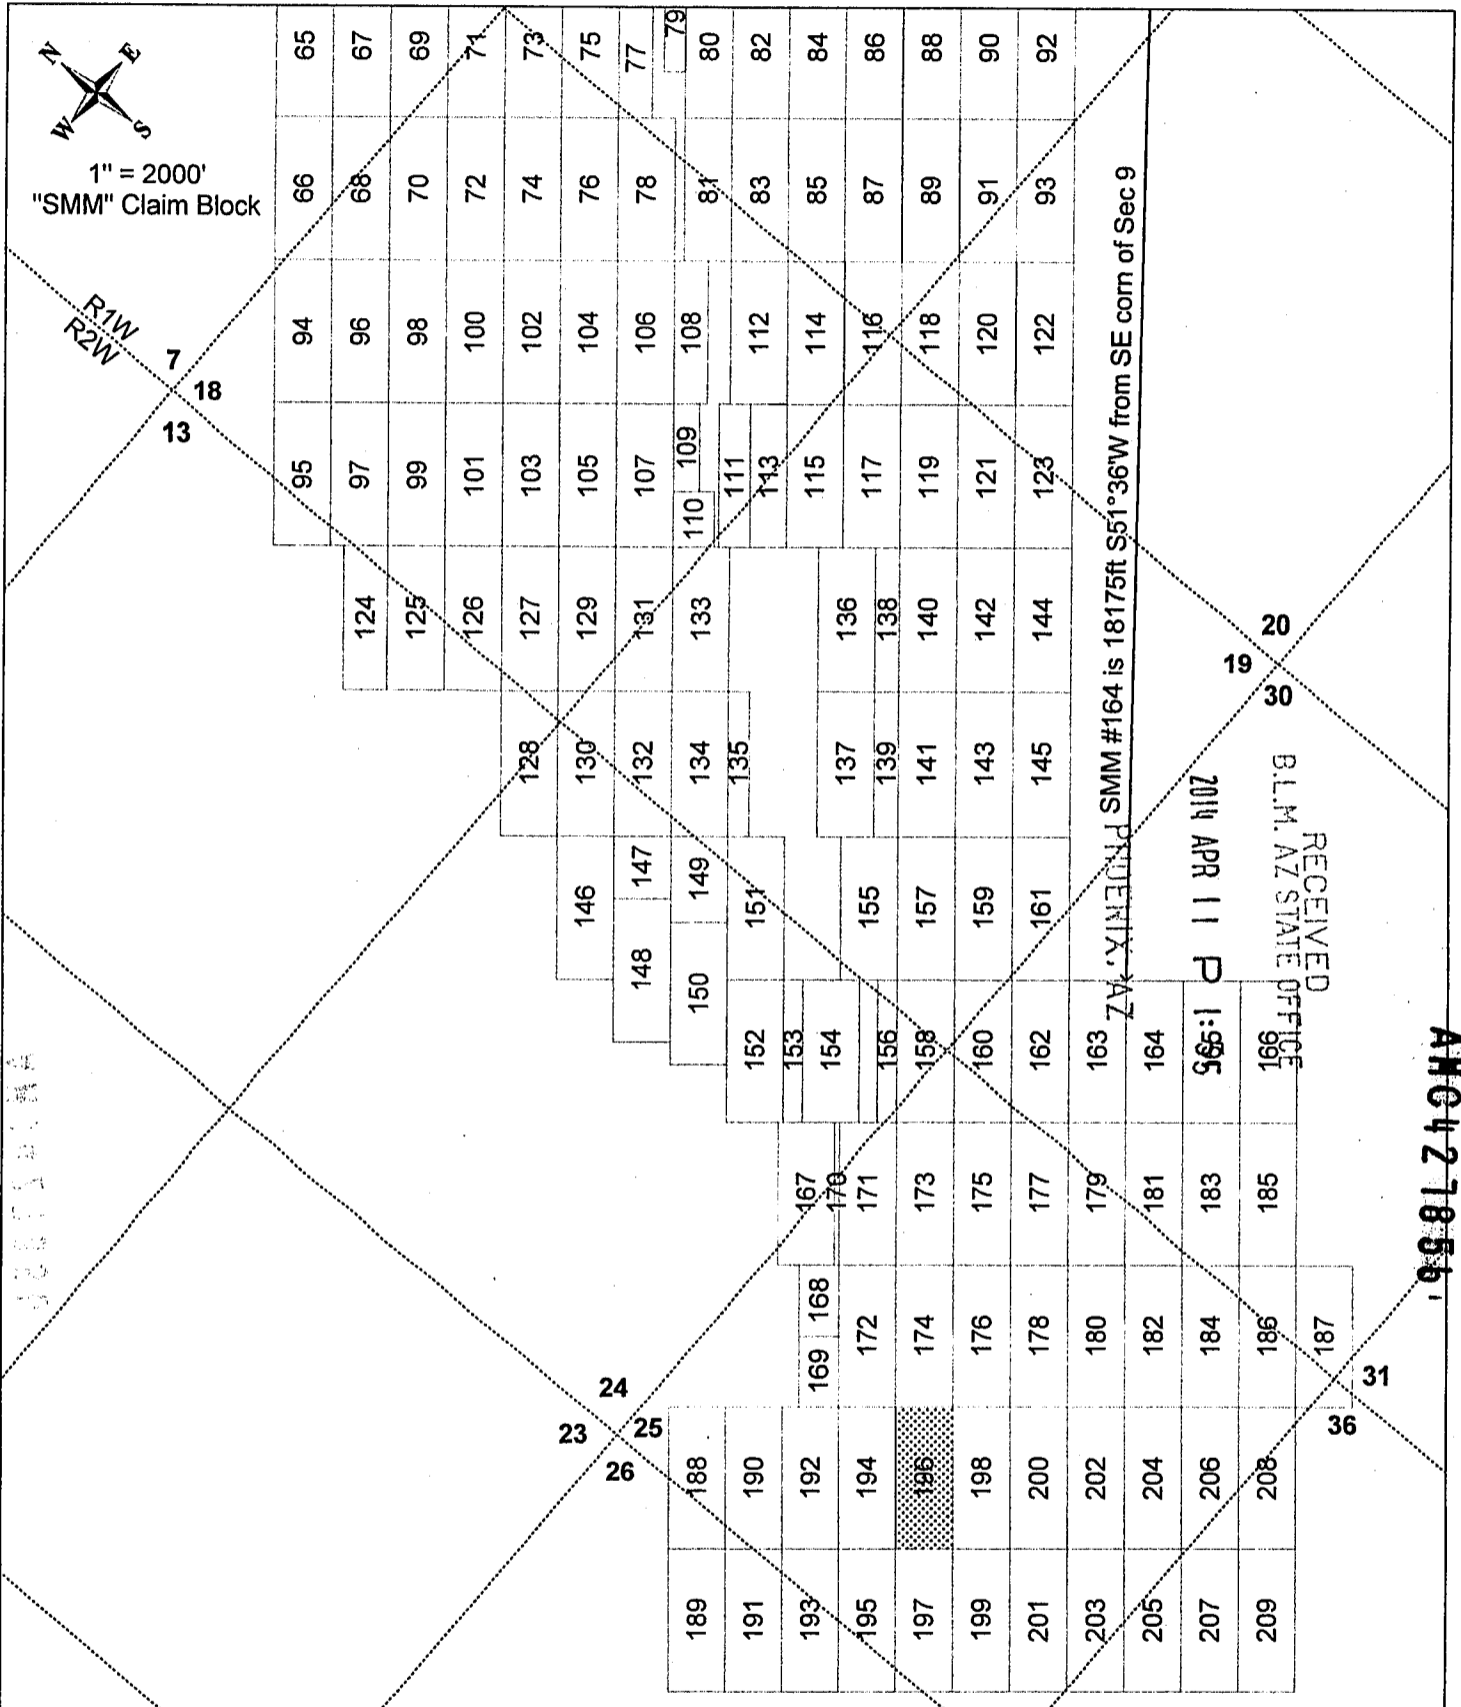 N E
W S
1" = 2000'
"SMM" Claim Block
65 67 69 71 73 75 77 79 80 82 84 86 88 90 92
66 68 70 72 74 76 78 81 83 85 87 89 91 93
R1W
R2W
7
18
13
94 96 98 100 102 104 106 108 112 114 116 118 120 122
95 97 99 101 103 105 107 109 110 111 113 115 117 119 121 123
124 125 126 127 129 131 133 136 138 140 142 144
20
19
30
128 130 132 134 135 137 139 141 143 145
146 147 149 151 155 157 159 161
148 150
152 153 154 156 158 160 162 163 164 166
167 170 171 173 175 177 179 181 183 185
168 169 172 174 176 178 180 182 184 186 187
24
23 25
26
31
36
188 190 192 194 196 198 200 202 204 206 208
189 191 193 195 197 199 201 203 205 207 209
SMM #164 is 18175ft S51°36'W from SE corn of Sec 9
RECEIVED
B.L.M. AZ STATE OFFICE
2014 APR 11 P
PHOENIX, AZ
AMC427856